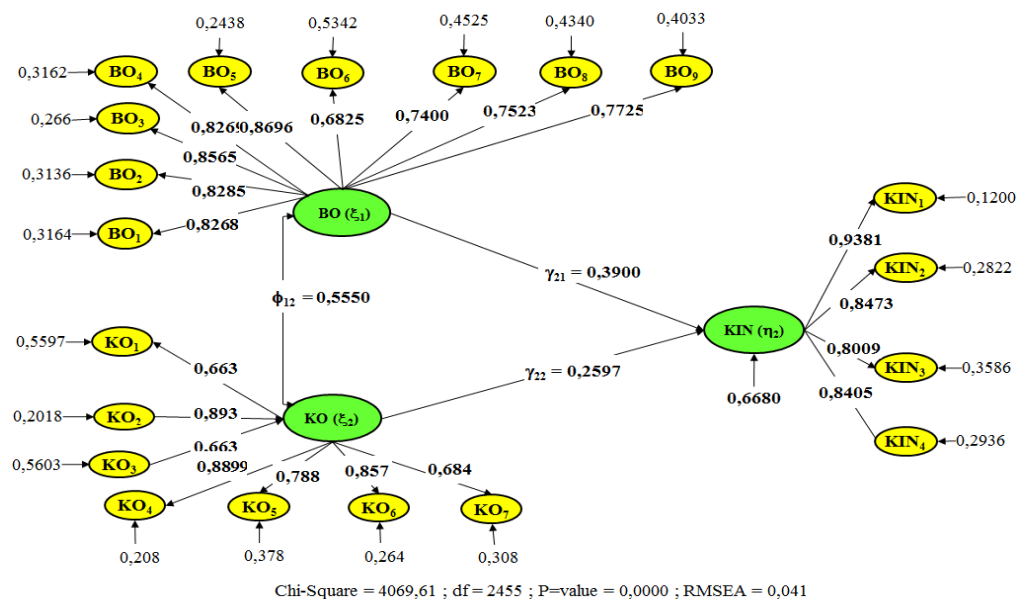 0,2438
0,5342
0,4525
0,4340
0,4033
0,3162
BO4
BO5
BO6
BO7
BO8
BO9
0,266
BO3
0,8269
0,8696
0,6825
0,7400
0,7523
0,7725
0,8565
0,3136
BO2
0,8285
0,3164
BO1
0,8268
BO (ξ1)
KIN1
0,1200
0,9381
γ21 = 0,3900
KIN2
0,2822
ϕ12 = 0,5550
0,8473
KIN (η2)
0,5597
KO1
0,663
γ22 = 0,2597
0,8009
KIN3
0,3586
0,6680
0,8405
0,2018
KO2
0,893
KO (ξ2)
0,663
KIN4
0,2936
0,5603
KO3
0,8899
0,788
0,857
0,684
KO4
KO5
KO6
KO7
0,208
0,378
0,264
0,308
Chi-Square = 4069,61 ; df = 2455 ; P=value = 0,0000 ; RMSEA = 0,041